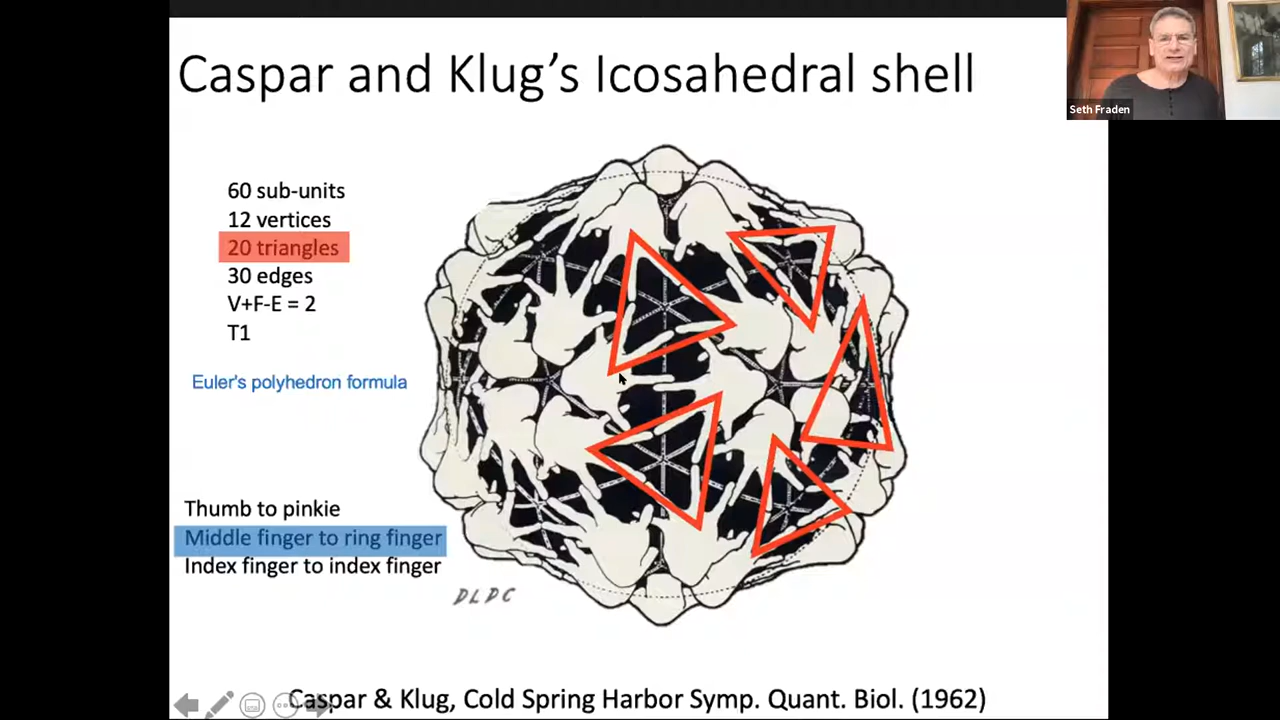 Caspar and Klug’s Icosahedral shell
Seth Fraden
60 sub-units
12 vertices
20 triangles
30 edges
V+F-E = 2
T1
Euler's polyhedron formula
Thumb to pinkie
Middle finger to ring finger
Index finger to index finger
DLDC
Caspar & Klug, Cold Spring Harbor Symp. Quant. Biol. (1962)